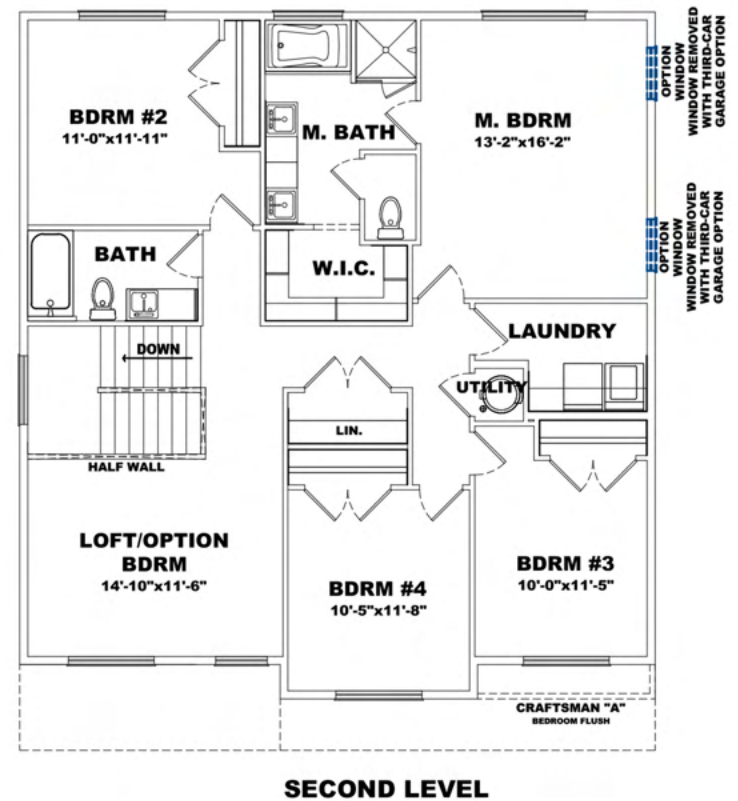 BDRM #2
11'-0"x11'-11"
M. BATH
M. BDRM
13'-2"x16'-2"
OPTION
WINDOW
WINDOW REMOVED
WITH THIRD-CAR
GARAGE OPTION
OPTION
WINDOW
WINDOW REMOVED
WITH THIRD-CAR
GARAGE OPTION
BATH
W.I.C.
DOWN
LAUNDRY
UTILITY
LIN.
HALF WALL
LOFT/OPTION
BDRM
14'-10"x11'-6"
BDRM #4
10'-5"x11'-8"
BDRM #3
10'-0"x11'-5"
CRAFTSMAN "A"
BEDROOM FLUSH
SECOND LEVEL